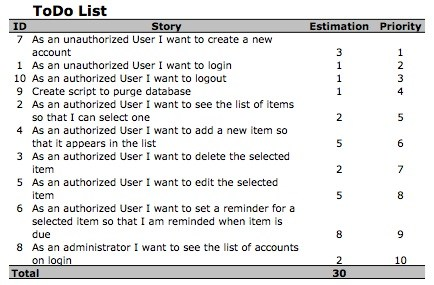 ToDo List
ID Story Estimation Priority
7 As an unauthorized User I want to create a new
account 3 1
1 As an unauthorized User I want to login 1 2
10 As an authorized User I want to logout 1 3
9 Create script to purge database 1 4
2 As an authorized User I want to see the list of items
so that I can select one 2 5
4 As an authorized User I want to add a new item so
that it appears in the list 5 6
3 As an authorized User I want to delete the selected
item 2 7
5 As an authorized User I want to edit the selected
item 5 8
6 As an authorized User I want to set a reminder for a
selected item so that I am reminded when item is
due 8 9
8 As an administrator I want to see the list of accounts
on login 2 10
Total 30